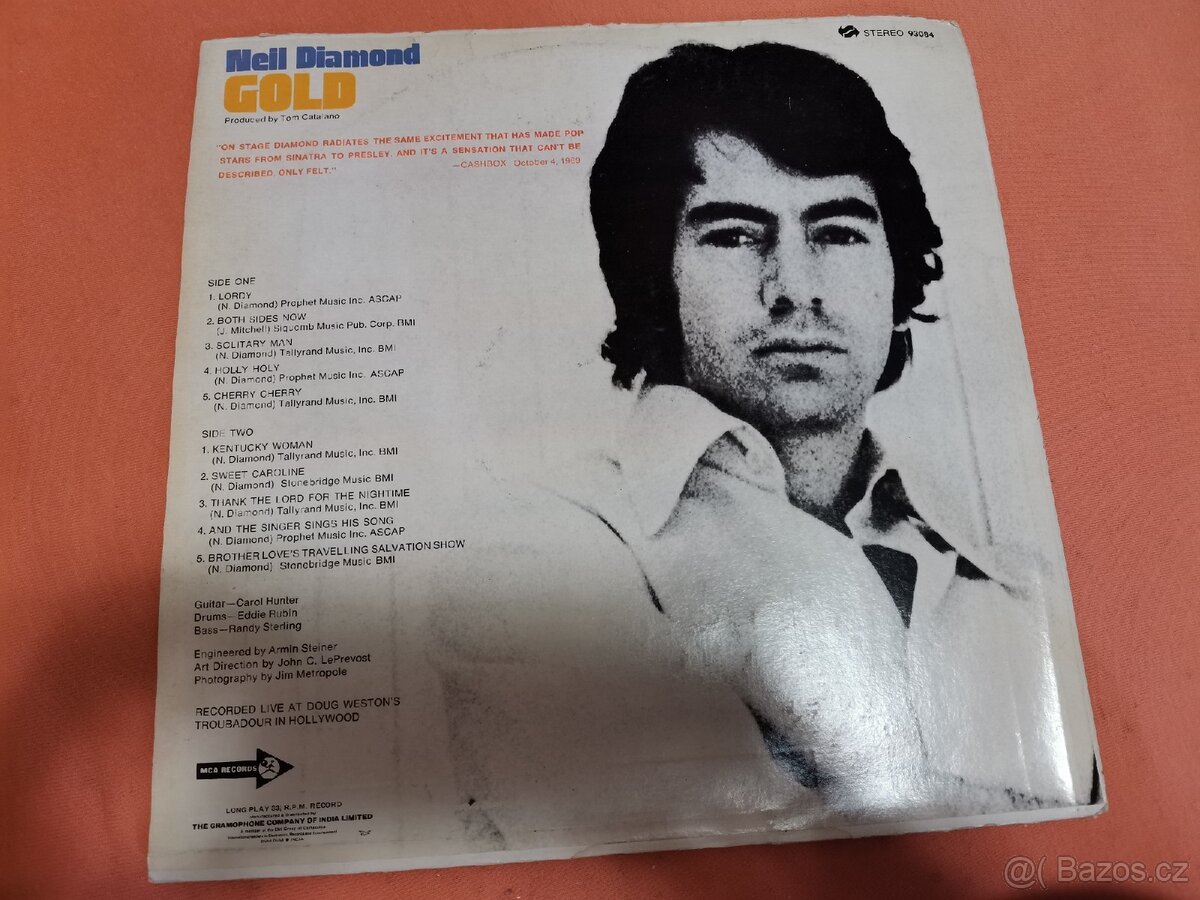 Neil Diamond
GOLD
Produced by Tom Catalano
STEREO 93084
"ON STAGE DIAMOND RADIATES THE SAME EXCITEMENT THAT HAS MADE POP
STARS FROM SINATRA TO PRESLEY. AND IT'S A SENSATION THAT CAN'T BE
DESCRIBED, ONLY FELT."
—CASHBOX October 4, 1969
SIDE ONE
1. LORDY
(N. Diamond) Prophet Music Inc. ASCAP
2. BOTH SIDES NOW
(J. Mitchell) Siquomb Music Pub. Corp. BMI
3. SOLITARY MAN
(N. Diamond) Tallyrand Music, Inc. BMI
4. HOLLY HOLY
(N. Diamond) Prophet Music Inc. ASCAP
5. CHERRY CHERRY
(N. Diamond) Tallyrand Music, Inc. BMI
SIDE TWO
1. KENTUCKY WOMAN
(N. Diamond) Tallyrand Music, Inc. BMI
2. SWEET CAROLINE
(N. Diamond) Stonebridge Music BMI
3. THANK THE LORD FOR THE NIGHTIME
(N. Diamond) Tallyrand Music, Inc. BMI
4. AND THE SINGER SINGS HIS SONG
(N. Diamond) Prophet Music Inc. ASCAP
5. BROTHER LOVE'S TRAVELLING SALVATION SHOW
(N. Diamond) Stonebridge Music BMI
Guitar—Carol Hunter
Drums—Eddie Rubin
Bass—Randy Sterling
Engineered by Armin Steiner
Art Direction by John C. LePrevost
Photography by Jim Metropole
RECORDED LIVE AT DOUG WESTON'S
TROUBADOUR IN HOLLYWOOD
MCA RECORDS
LONG PLAY 33⅓ R.P.M. RECORD
manufactured & distributed by
THE GRAMOPHONE COMPANY OF INDIA LIMITED
@( Bazos.cz